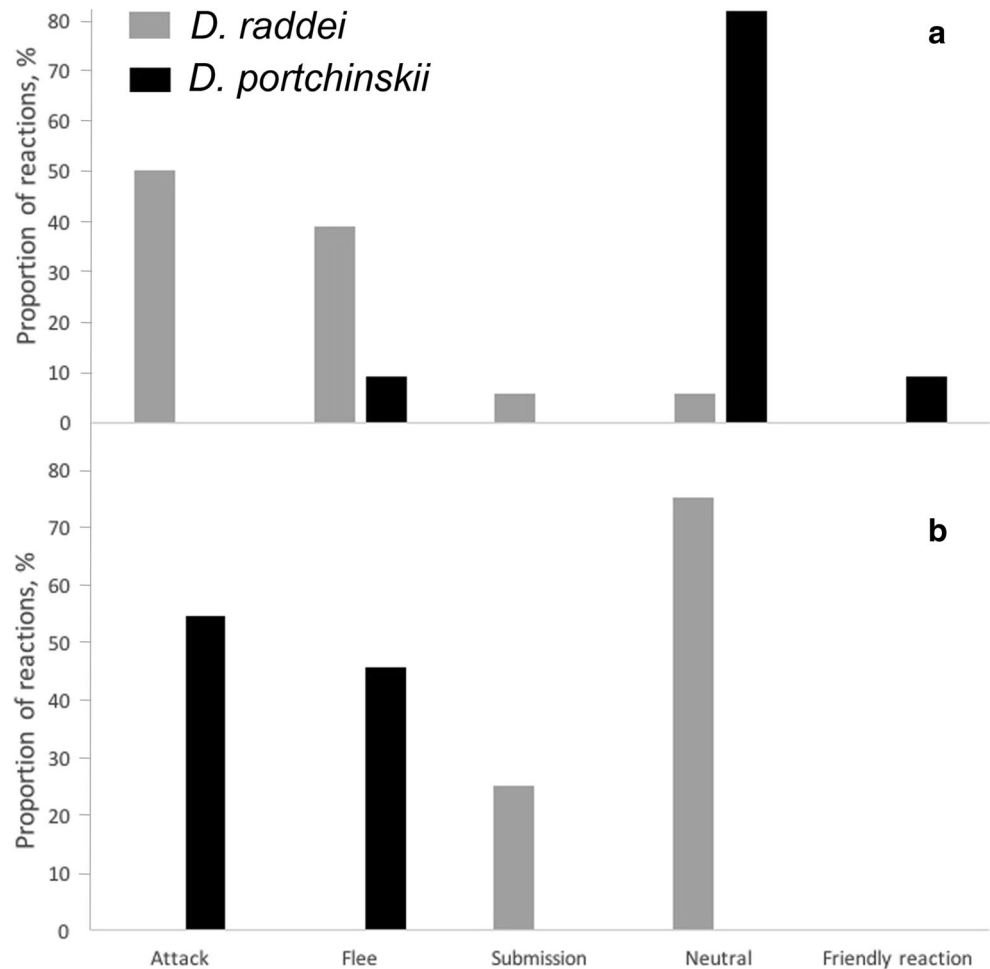 D. raddei
D. portchinskii
a
Proportion of reactions, %
80
70
60
50
40
30
20
10
0
b
Proportion of reactions, %
80
70
60
50
40
30
20
10
0
Attack Flee Submission Neutral Friendly reaction